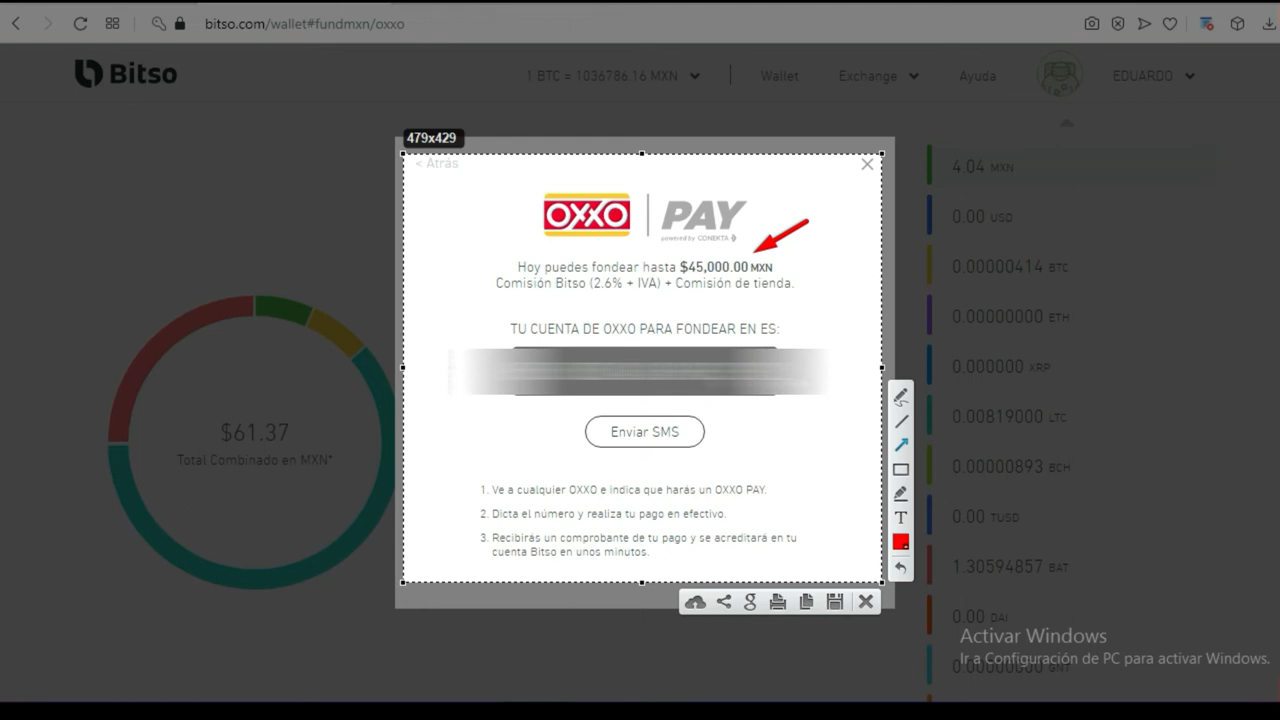 bitso.com/wallet#fundmxn/oxxo
Bitso
1 BTC = 1036786.16 MXN
Wallet
Exchange
Ayuda
EDUARDO
479x429
< Atrás
OXXO
PAY
powered by CONEKTA
Hoy puedes fondear hasta $45,000.00 MXN
Comisión Bitso (2.6% + IVA) + Comisión de tienda.
TU CUENTA DE OXXO PARA FONDEAR EN ES:
Enviar SMS
1. Ve a cualquier OXXO e indica que harás un OXXO PAY.
2. Dicta el número y realiza tu pago en efectivo.
3. Recibirás un comprobante de tu pago y se acreditará en tu
cuenta Bitso en unos minutos.
$61.37
Total Combinado en MXN*
4.04 MXN
0.00 USD
0.00000414 BTC
0.00000000 ETH
0.000000 XRP
0.00819000 LTC
0.00000893 BCH
0.00 TUSD
1.30594857 BAT
0.00 DAI
0.00000000 GNT
T
g
Activar Windows
Ir a Configuración de PC para activar Windows.